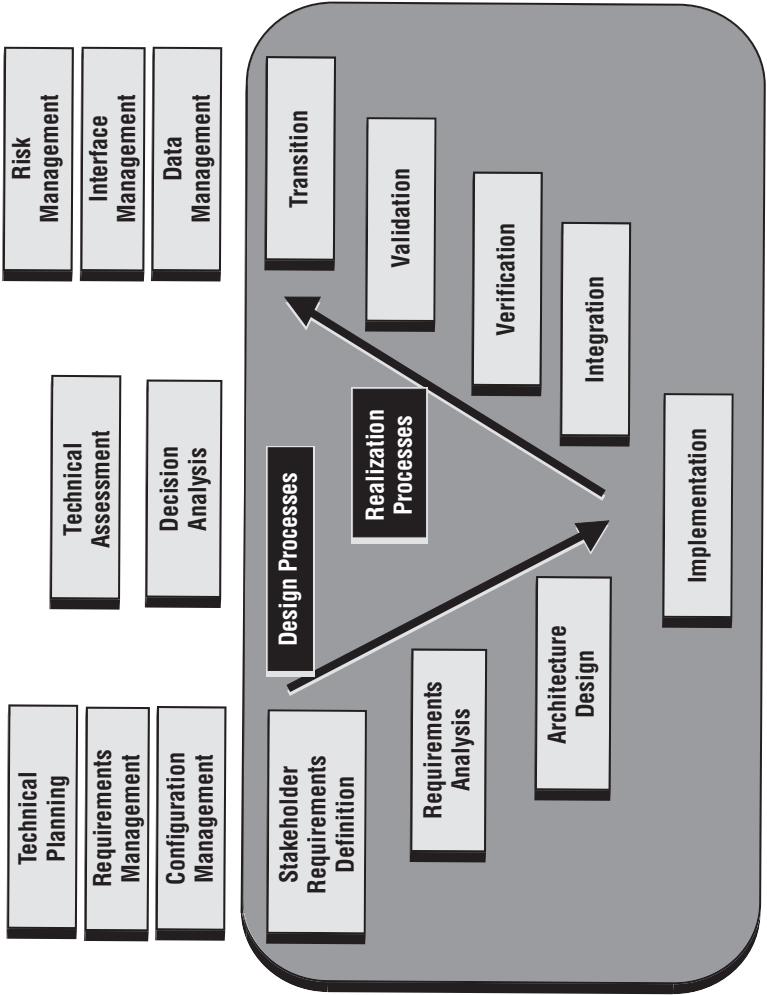 Technical
Planning
Requirements
Management
Configuration
Management
Technical
Assessment
Decision
Analysis
Risk
Management
Interface
Management
Data
Management
Design Processes
Realization
Processes
Stakeholder
Requirements
Definition
Requirements
Analysis
Architecture
Design
Implementation
Integration
Verification
Validation
Transition